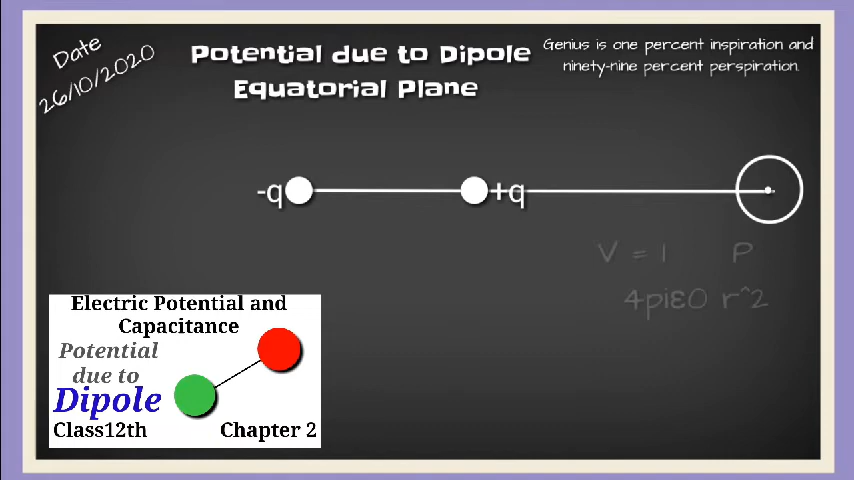 Date
26/10/2020
Potential due to Dipole
Equatorial Plane
Genius is one percent inspiration and
ninety-nine percent perspiration.
-q
+q
V = 1 P
4piε0 r^2
Electric Potential and
Capacitance
Potential
due to
Dipole
Class12th
Chapter 2